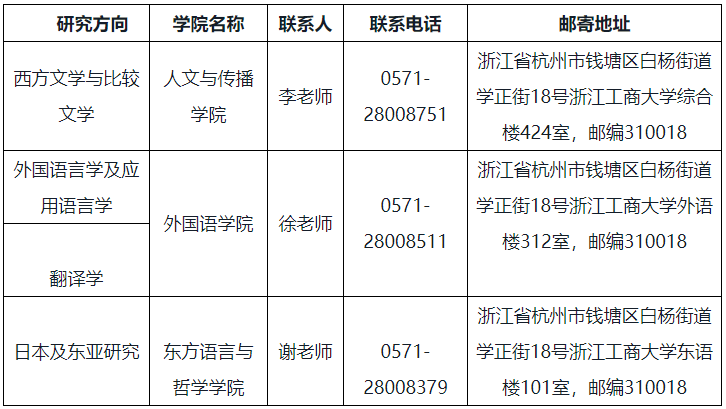 研究方向 学院名称 联系人 联系电话 邮寄地址
西方文学与比较
文学
人文与传播
学院
李老师
0571-
28008751
浙江省杭州市钱塘区白杨街道
学正街18号浙江工商大学综合
楼424室，邮编310018
外国语言学及应
用语言学
翻译学
外国语学院
徐老师
0571-
28008511
浙江省杭州市钱塘区白杨街道
学正街18号浙江工商大学外语
楼312室，邮编310018
日本及东亚研究
东方语言与
哲学学院
谢老师
0571-
28008379
浙江省杭州市钱塘区白杨街道
学正街18号浙江工商大学东语
楼101室，邮编310018